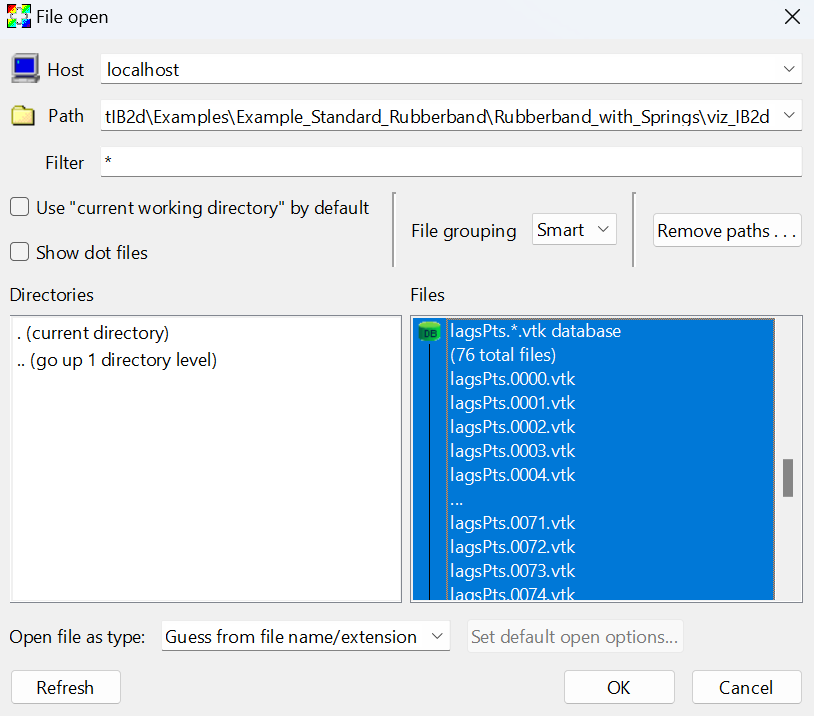 File open
Host localhost
Path tIB2d\Examples\Example_Standard_Rubberband\Rubberband_with_Springs\viz_IB2d
Filter *
Use "current working directory" by default
Show dot files
File grouping Smart
Remove paths . . .
Directories
. (current directory)
.. (go up 1 directory level)
Files
DB
lagsPts.*.vtk database
(76 total files)
lagsPts.0000.vtk
lagsPts.0001.vtk
lagsPts.0002.vtk
lagsPts.0003.vtk
lagsPts.0004.vtk
...
lagsPts.0071.vtk
lagsPts.0072.vtk
lagsPts.0073.vtk
lagsPts.0074.vtk
Open file as type: Guess from file name/extension Set default open options...
Refresh OK Cancel